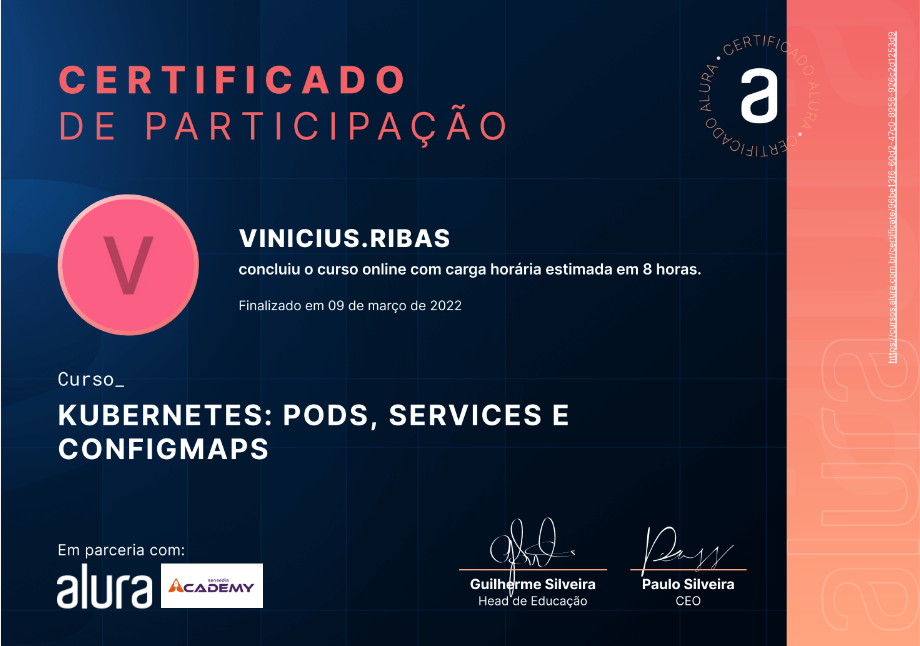 CERTIFICADO
DE PARTICIPAÇÃO
CERTIFICADO ALURA • CERTIFICADO ALURA •
a
V
VINICIUS.RIBAS
concluiu o curso online com carga horária estimada em 8 horas.
Finalizado em 09 de março de 2022
Curso_
KUBERNETES: PODS, SERVICES E
CONFIGMAPS
Em parceria com:
alura
sensedia
ACADEMY
Guilherme Silveira
Head de Educação
Paulo Silveira
CEO
alura